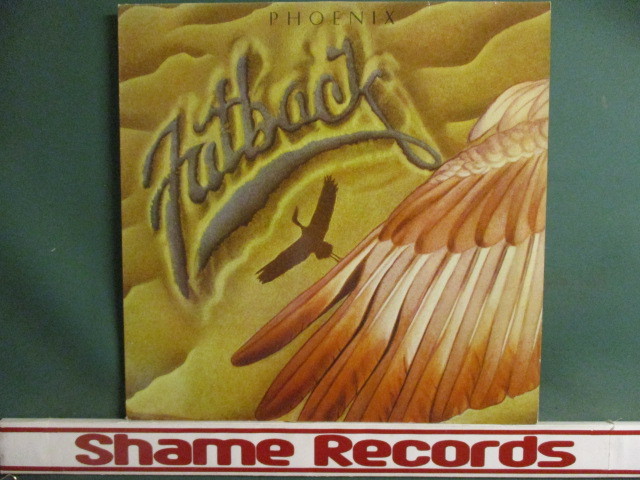 PHOENIX
Fatback
Shame Records